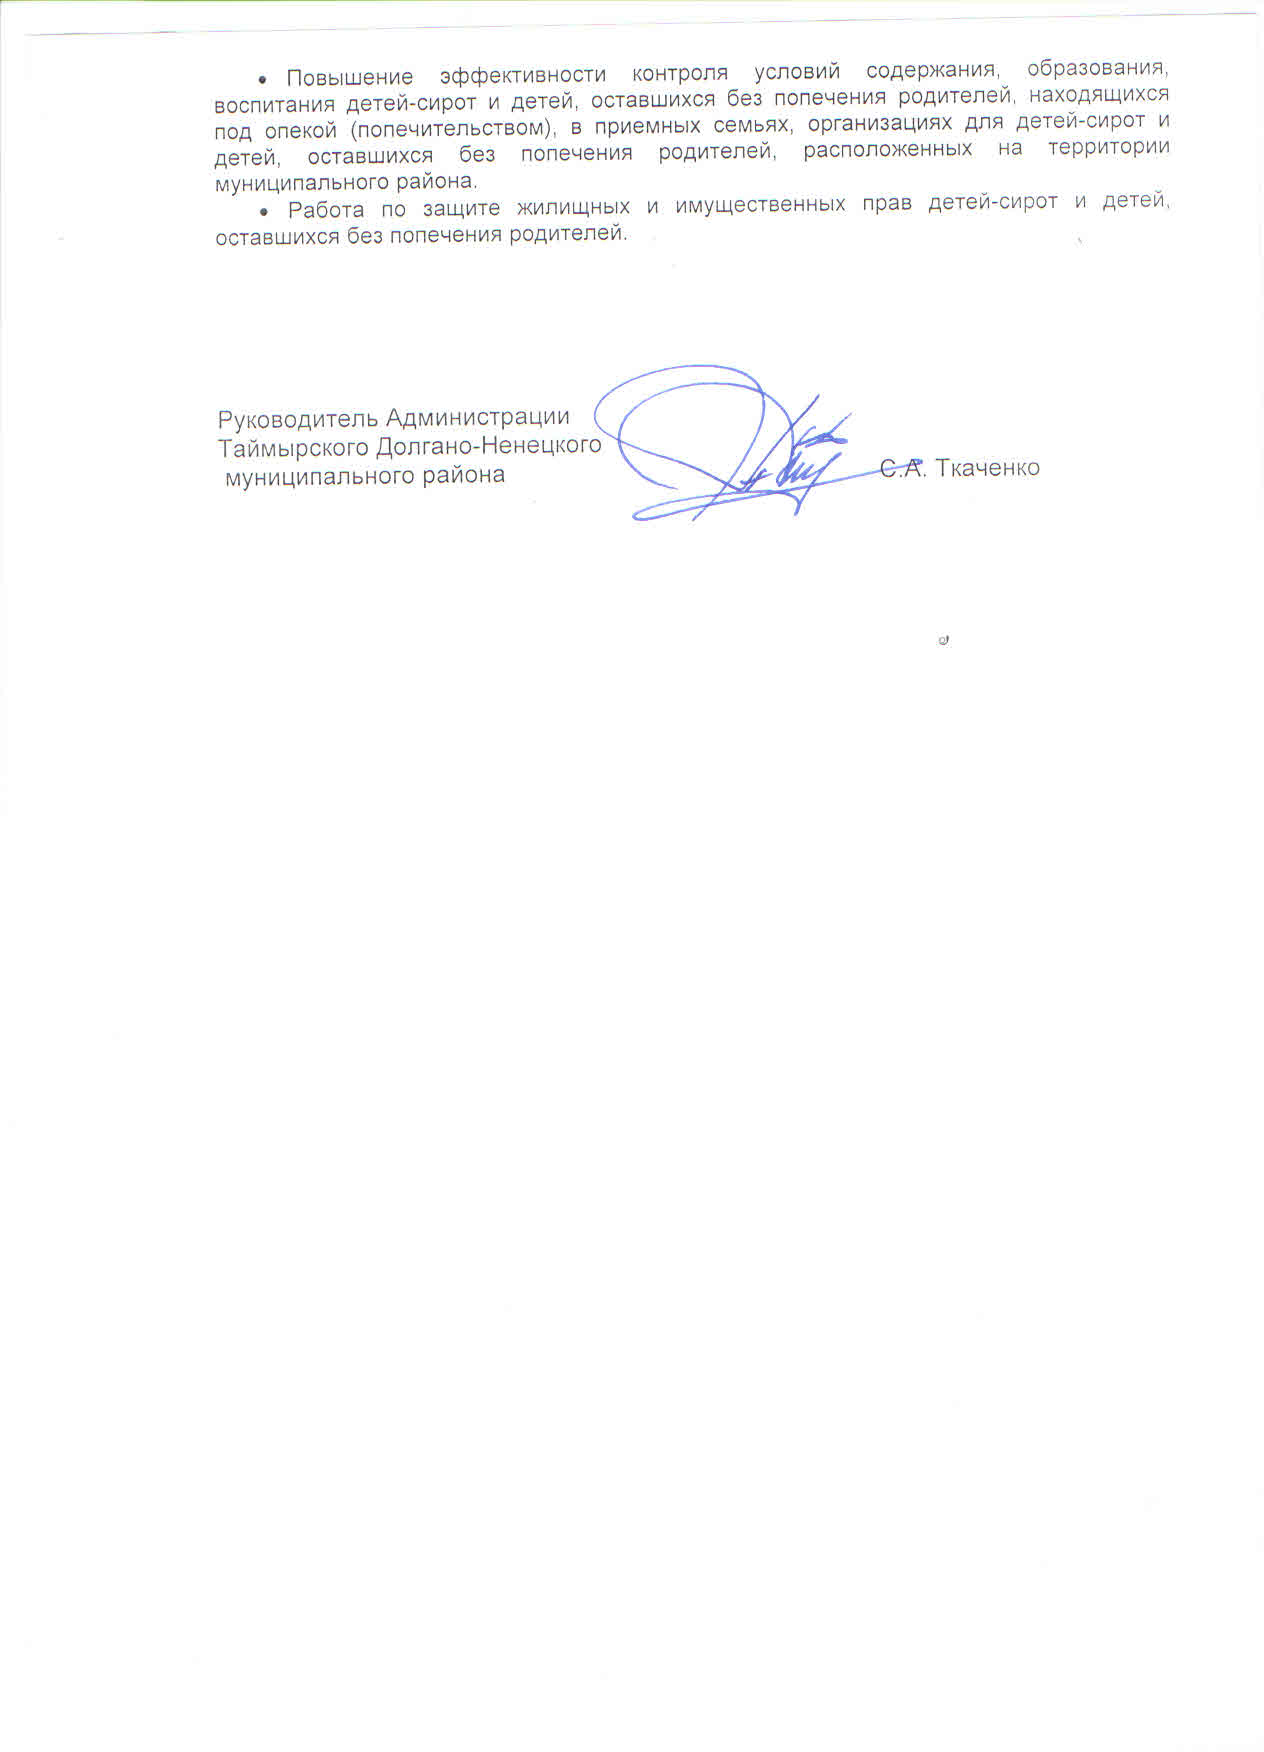 • Повышение эффективности контроля условий содержания, образования,
воспитания детей-сирот и детей, оставшихся без попечения родителей, находящихся
под опекой (попечительством), в приемных семьях, организациях для детей-сирот и
детей, оставшихся без попечения родителей, расположенных на территории
муниципального района.
• Работа по защите жилищных и имущественных прав детей-сирот и детей,
оставшихся без попечения родителей.
Руководитель Администрации
Таймырского Долгано-Ненецкого
муниципального района С.А. Ткаченко